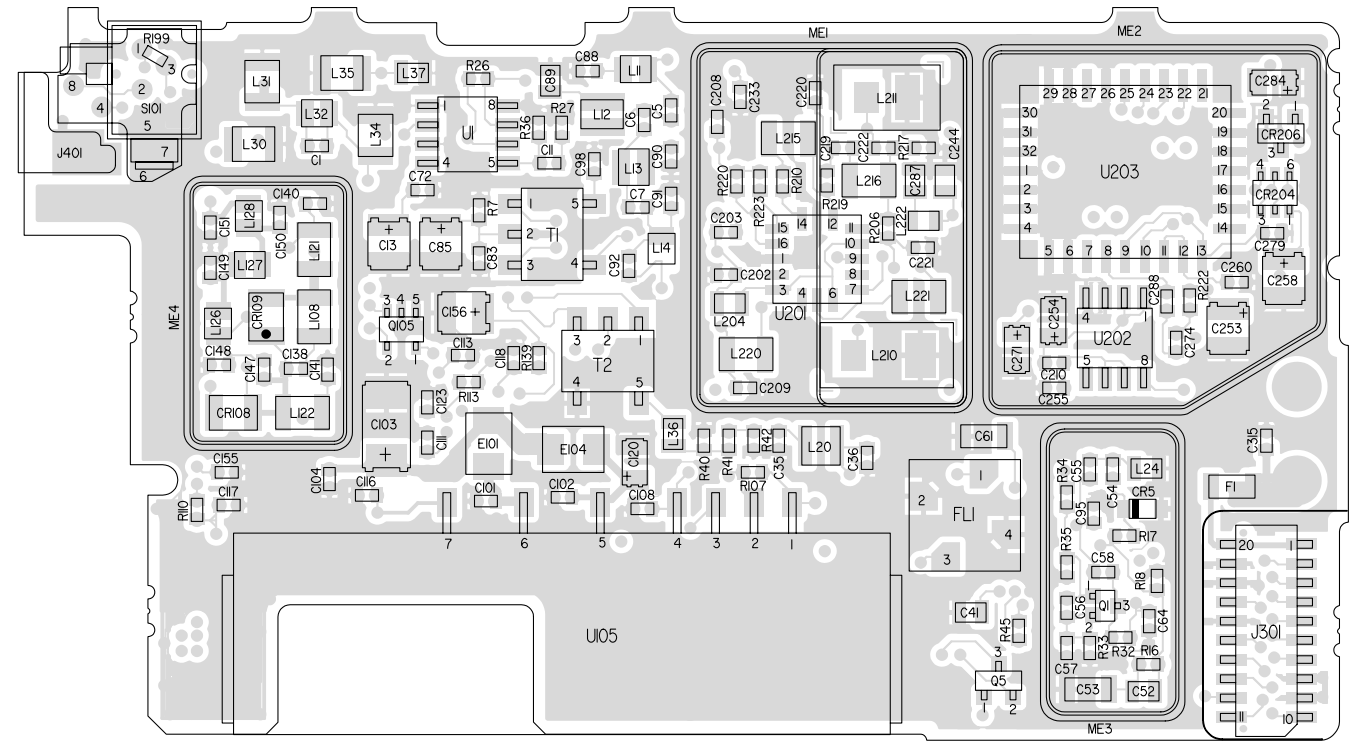 ME1
ME2
R199
1
3
8
2
4
S101
5
7
J401
6
L31
L35
L37
R26
C89
C88
L11
C208
C233
C220
L211
29 28 27 26 25 24 23 22 21
C284
+
2 1
L32
L30
C1
L34
1
8
U1
4
5
R36
R27
L12
C6
C5
C11
C98
L13
C90
L215
C219
C222
R217
C244
30
31
32
1
2
3
4
U203
20
19
18
17
16
15
14
CR206
3
4 6
CR204
3 1
C279
C72
C7
C91
R220
R223
R210
L216
C287
R219
C140
C151
L128
C150
L121
C149
L127
R7
1
5
2
T1
3
4
C83
+
C13
+
C85
C92
L14
C203
C202
L204
15 14 12 11
16 10
1 9
2 8
3 4 6 7
U201
R206
L222
C221
L221
5 6 7 8 9 10 11 12 13
C260
+
C258
C288
R222
ME4
L126
CR109
L108
3 4 5
Q105
2 1
C156
+
C113
C118
R139
3 2 1
T2
4 5
L220
C209
L210
C254
+
+
C271
4 1
U202
5 8
C274
+
C253
C210
C255
C148
C147
C138
C141
CR108
L122
C103
+
C123
R113
C111
E101
E104
C120
+
L36
R40
R41
R42
C35
L20
C36
C61
C315
C155
C117
R110
C104
C116
C101
C102
C108
R107
1
2
FL1
4
3
R34
C55
C54
L24
C95
CR5
F1
R17
R35
C58
R18
7 6 5 4 3 2 1
20 1
U105
C41
R45
3
Q5
1 2
C56
1
Q1
3
2
C64
R33
R32
R16
C57
C53
C52
J301
11 10
ME3